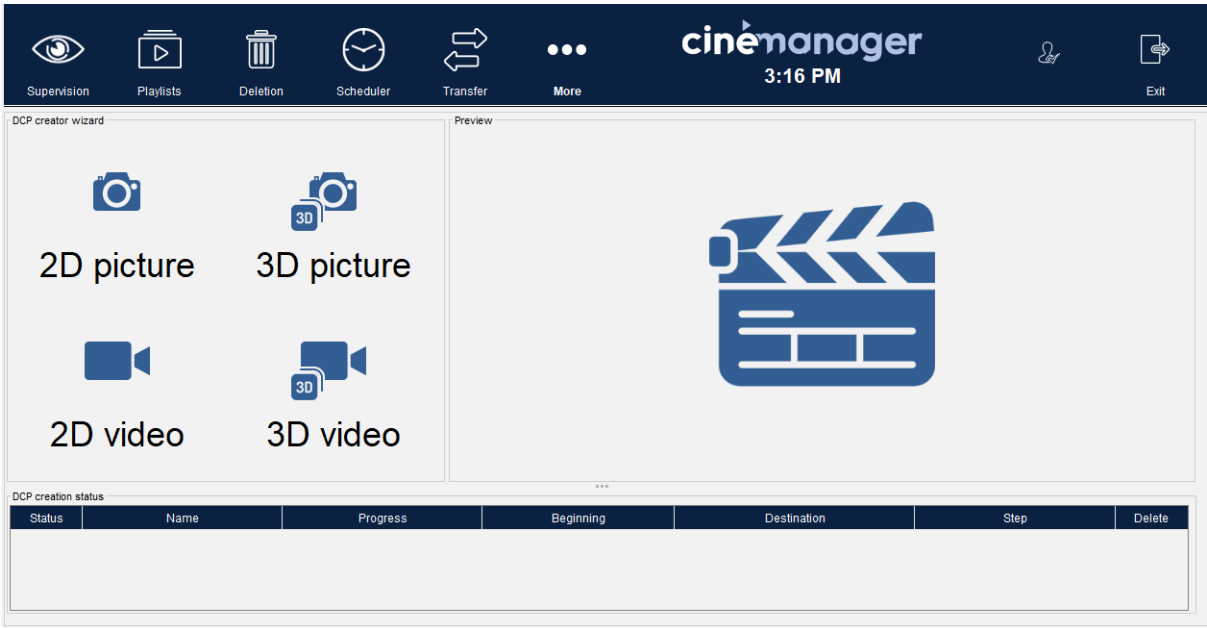 cinémanager
3:16 PM
Supervision
Playlists
Deletion
Scheduler
Transfer
More
Exit
DCP creator wizard
Preview
2D picture
3D
3D picture
2D video
3D
3D video
DCP creation status
Status Name Progress Beginning Destination Step Delete